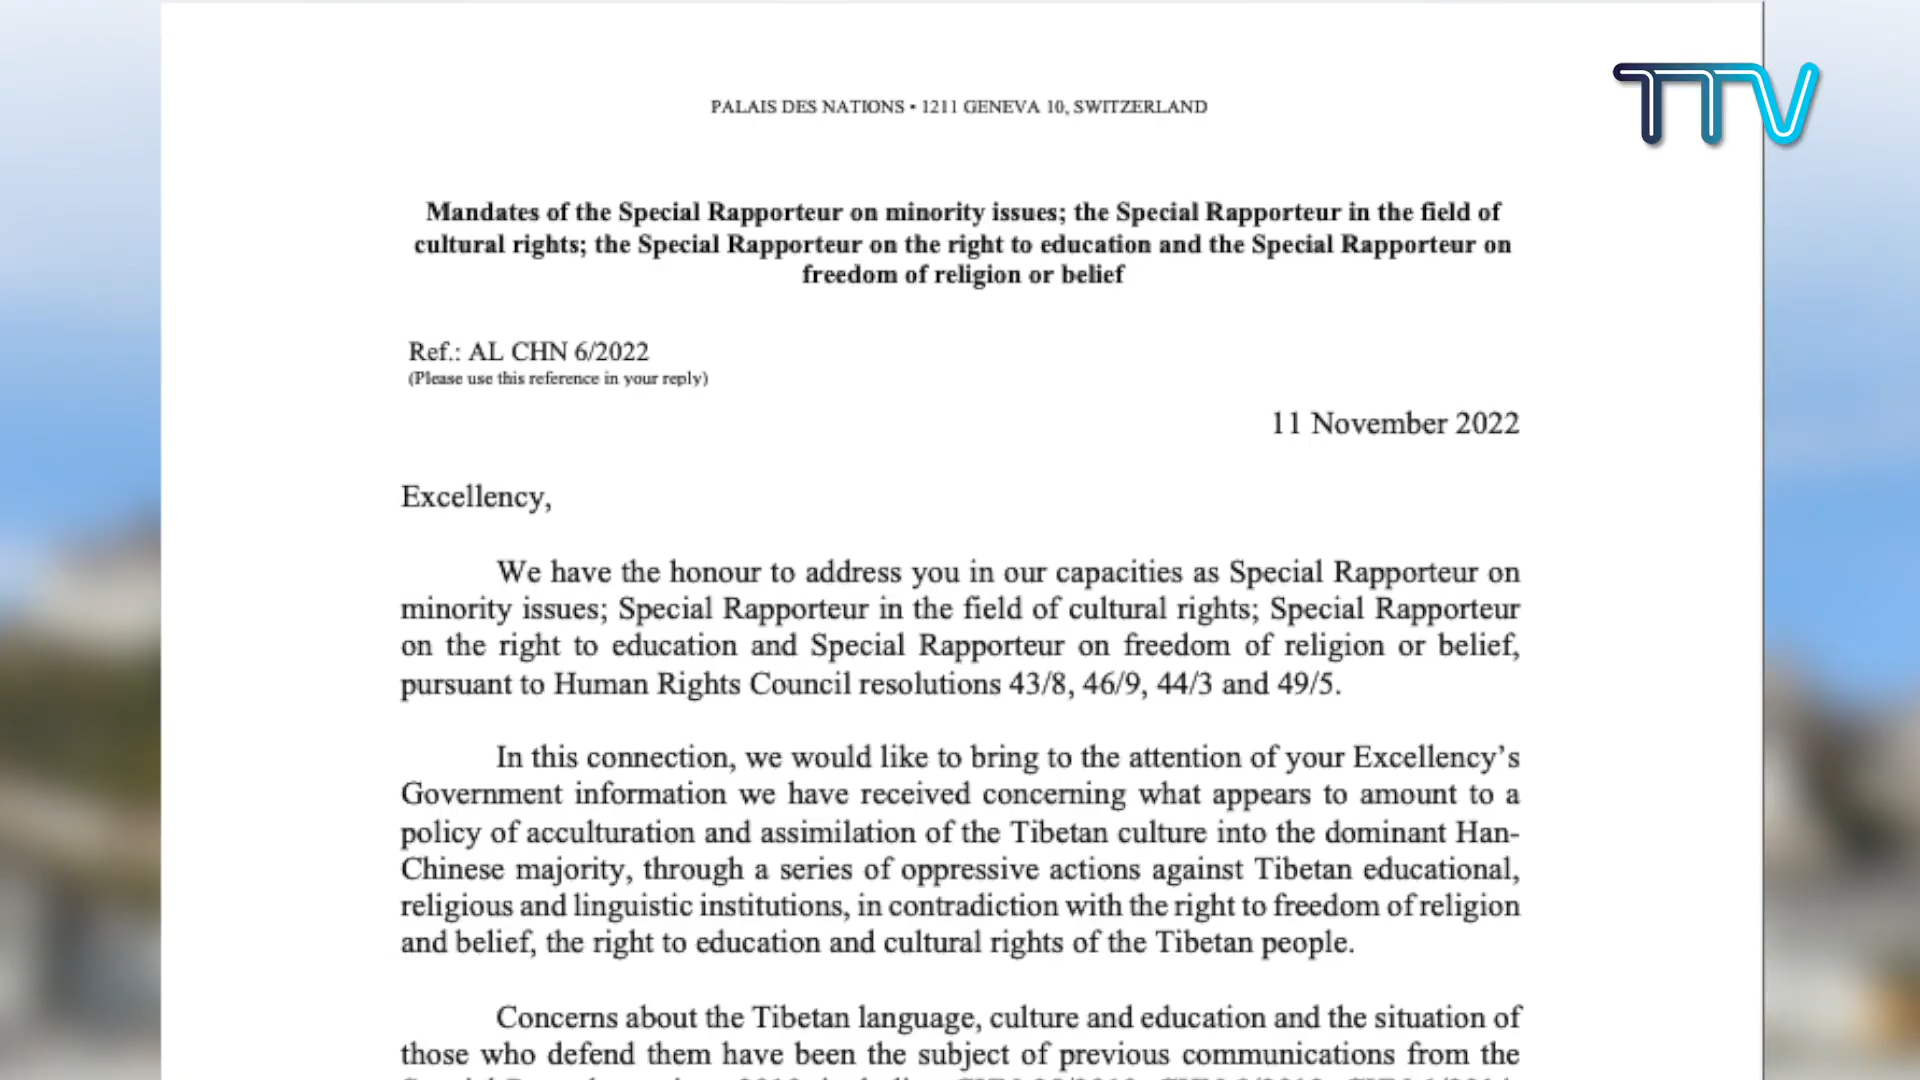 TTV
PALAIS DES NATIONS • 1211 GENEVA 10, SWITZERLAND
Mandates of the Special Rapporteur on minority issues; the Special Rapporteur in the field of
cultural rights; the Special Rapporteur on the right to education and the Special Rapporteur on
freedom of religion or belief
Ref.: AL CHN 6/2022
(Please use this reference in your reply)
11 November 2022
Excellency,
We have the honour to address you in our capacities as Special Rapporteur on
minority issues; Special Rapporteur in the field of cultural rights; Special Rapporteur
on the right to education and Special Rapporteur on freedom of religion or belief,
pursuant to Human Rights Council resolutions 43/8, 46/9, 44/3 and 49/5.
In this connection, we would like to bring to the attention of your Excellency’s
Government information we have received concerning what appears to amount to a
policy of acculturation and assimilation of the Tibetan culture into the dominant Han-
Chinese majority, through a series of oppressive actions against Tibetan educational,
religious and linguistic institutions, in contradiction with the right to freedom of religion
and belief, the right to education and cultural rights of the Tibetan people.
Concerns about the Tibetan language, culture and education and the situation of
those who defend them have been the subject of previous communications from the